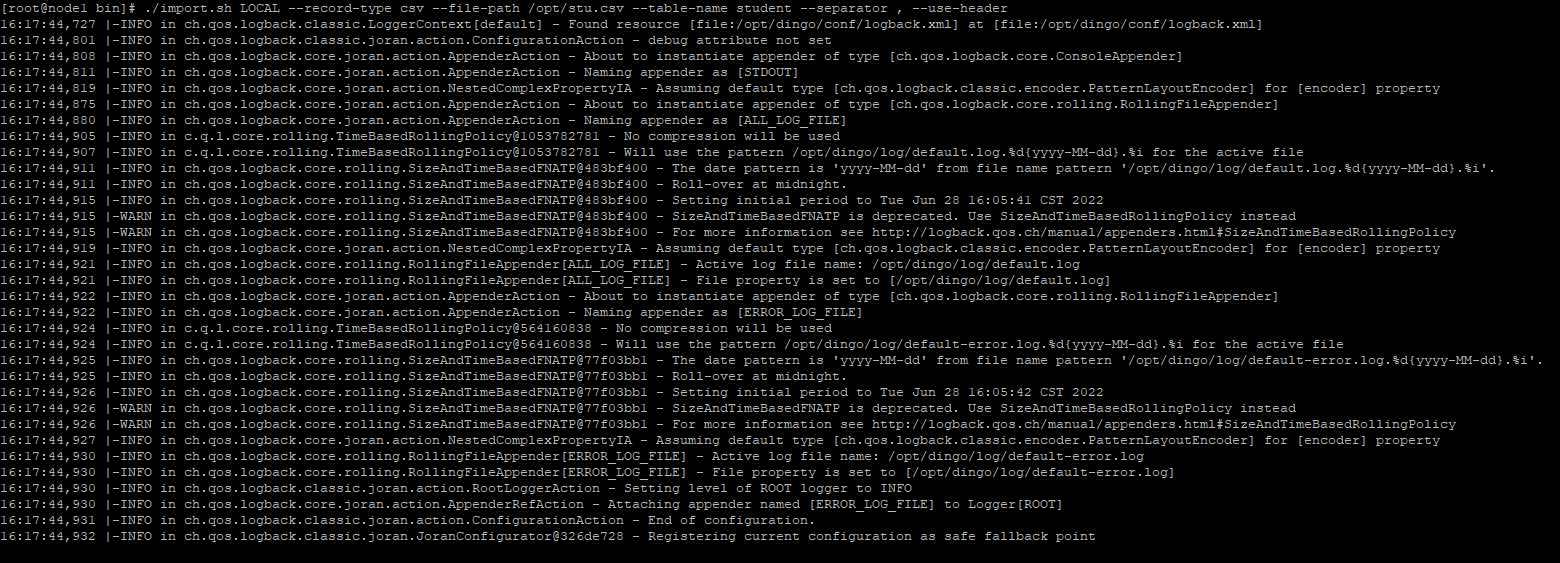 [root@node1 bin]# ./import.sh LOCAL --record-type csv --file-path /opt/stu.csv --table-name student --separator , --use-header
16:17:44,727 |-INFO in ch.qos.logback.classic.LoggerContext[default] - Found resource [file:/opt/dingo/conf/logback.xml] at [file:/opt/dingo/conf/logback.xml]
16:17:44,801 |-INFO in ch.qos.logback.classic.joran.action.ConfigurationAction - debug attribute not set
16:17:44,808 |-INFO in ch.qos.logback.core.joran.action.AppenderAction - About to instantiate appender of type [ch.qos.logback.core.ConsoleAppender]
16:17:44,811 |-INFO in ch.qos.logback.core.joran.action.AppenderAction - Naming appender as [STDOUT]
16:17:44,819 |-INFO in ch.qos.logback.core.joran.action.NestedComplexPropertyIA - Assuming default type [ch.qos.logback.classic.encoder.PatternLayoutEncoder] for [encoder] property
16:17:44,875 |-INFO in ch.qos.logback.core.joran.action.AppenderAction - About to instantiate appender of type [ch.qos.logback.core.rolling.RollingFileAppender]
16:17:44,880 |-INFO in ch.qos.logback.core.joran.action.AppenderAction - Naming appender as [ALL_LOG_FILE]
16:17:44,905 |-INFO in c.q.l.core.rolling.TimeBasedRollingPolicy@1053782781 - No compression will be used
16:17:44,907 |-INFO in c.q.l.core.rolling.TimeBasedRollingPolicy@1053782781 - Will use the pattern /opt/dingo/log/default.log.%d{yyyy-MM-dd}.%i for the active file
16:17:44,911 |-INFO in ch.qos.logback.core.rolling.SizeAndTimeBasedFNATP@483bf400 - The date pattern is 'yyyy-MM-dd' from file name pattern '/opt/dingo/log/default.log.%d{yyyy-MM-dd}.%i'.
16:17:44,911 |-INFO in ch.qos.logback.core.rolling.SizeAndTimeBasedFNATP@483bf400 - Roll-over at midnight.
16:17:44,915 |-INFO in ch.qos.logback.core.rolling.SizeAndTimeBasedFNATP@483bf400 - Setting initial period to Tue Jun 28 16:05:41 CST 2022
16:17:44,915 |-WARN in ch.qos.logback.core.rolling.SizeAndTimeBasedFNATP@483bf400 - SizeAndTimeBasedFNATP is deprecated. Use SizeAndTimeBasedRollingPolicy instead
16:17:44,915 |-WARN in ch.qos.logback.core.rolling.SizeAndTimeBasedFNATP@483bf400 - For more information see http://logback.qos.ch/manual/appenders.html#SizeAndTimeBasedRollingPolicy
16:17:44,919 |-INFO in ch.qos.logback.core.joran.action.NestedComplexPropertyIA - Assuming default type [ch.qos.logback.classic.encoder.PatternLayoutEncoder] for [encoder] property
16:17:44,921 |-INFO in ch.qos.logback.core.rolling.RollingFileAppender[ALL_LOG_FILE] - Active log file name: /opt/dingo/log/default.log
16:17:44,921 |-INFO in ch.qos.logback.core.rolling.RollingFileAppender[ALL_LOG_FILE] - File property is set to [/opt/dingo/log/default.log]
16:17:44,922 |-INFO in ch.qos.logback.core.joran.action.AppenderAction - About to instantiate appender of type [ch.qos.logback.core.rolling.RollingFileAppender]
16:17:44,922 |-INFO in ch.qos.logback.core.joran.action.AppenderAction - Naming appender as [ERROR_LOG_FILE]
16:17:44,924 |-INFO in c.q.l.core.rolling.TimeBasedRollingPolicy@564160838 - No compression will be used
16:17:44,924 |-INFO in c.q.l.core.rolling.TimeBasedRollingPolicy@564160838 - Will use the pattern /opt/dingo/log/default-error.log.%d{yyyy-MM-dd}.%i for the active file
16:17:44,925 |-INFO in ch.qos.logback.core.rolling.SizeAndTimeBasedFNATP@77f03bb1 - The date pattern is 'yyyy-MM-dd' from file name pattern '/opt/dingo/log/default-error.log.%d{yyyy-MM-dd}.%i'.
16:17:44,925 |-INFO in ch.qos.logback.core.rolling.SizeAndTimeBasedFNATP@77f03bb1 - Roll-over at midnight.
16:17:44,926 |-INFO in ch.qos.logback.core.rolling.SizeAndTimeBasedFNATP@77f03bb1 - Setting initial period to Tue Jun 28 16:05:42 CST 2022
16:17:44,926 |-WARN in ch.qos.logback.core.rolling.SizeAndTimeBasedFNATP@77f03bb1 - SizeAndTimeBasedFNATP is deprecated. Use SizeAndTimeBasedRollingPolicy instead
16:17:44,926 |-WARN in ch.qos.logback.core.rolling.SizeAndTimeBasedFNATP@77f03bb1 - For more information see http://logback.qos.ch/manual/appenders.html#SizeAndTimeBasedRollingPolicy
16:17:44,927 |-INFO in ch.qos.logback.core.joran.action.NestedComplexPropertyIA - Assuming default type [ch.qos.logback.classic.encoder.PatternLayoutEncoder] for [encoder] property
16:17:44,930 |-INFO in ch.qos.logback.core.rolling.RollingFileAppender[ERROR_LOG_FILE] - Active log file name: /opt/dingo/log/default-error.log
16:17:44,930 |-INFO in ch.qos.logback.core.rolling.RollingFileAppender[ERROR_LOG_FILE] - File property is set to [/opt/dingo/log/default-error.log]
16:17:44,930 |-INFO in ch.qos.logback.classic.joran.action.RootLoggerAction - Setting level of ROOT logger to INFO
16:17:44,930 |-INFO in ch.qos.logback.core.joran.action.AppenderRefAction - Attaching appender named [ERROR_LOG_FILE] to Logger[ROOT]
16:17:44,931 |-INFO in ch.qos.logback.classic.joran.action.ConfigurationAction - End of configuration.
16:17:44,932 |-INFO in ch.qos.logback.classic.joran.JoranConfigurator@326de728 - Registering current configuration as safe fallback point